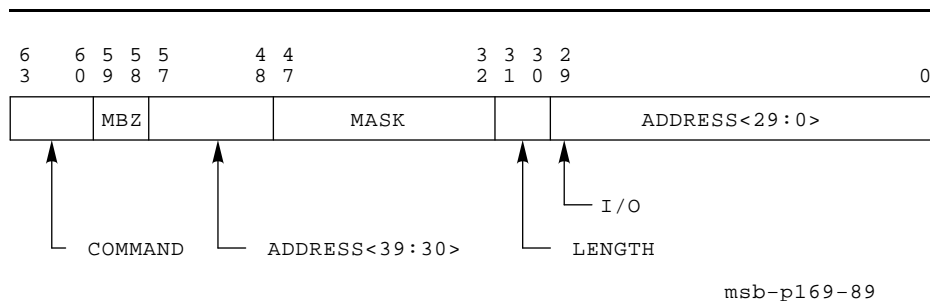 6 6 5 5 5 4 4 3 3 3 2
3 0 9 8 7 8 7 2 1 0 9 0
MBZ MASK ADDRESS<29:0>
I/O
COMMAND ADDRESS<39:30> LENGTH
msb-p169-89